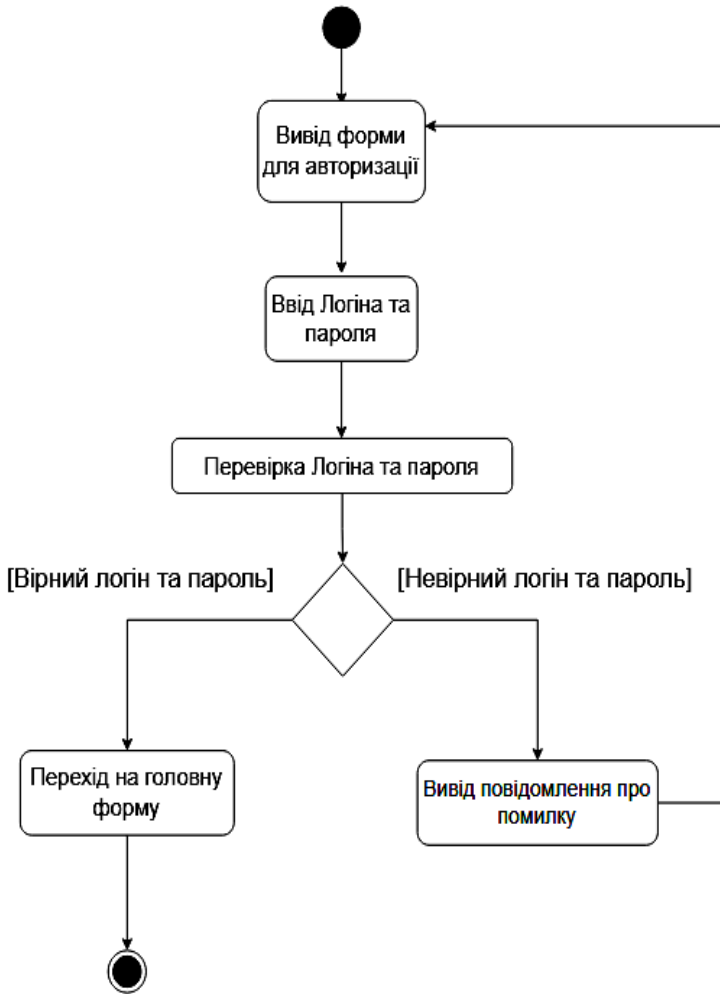 Вивід форми
для авторизації
Ввід Логіна та
пароля
Перевірка Логіна та пароля
[Вірний логін та пароль]
[Невірний логін та пароль]
Перехід на головну
форму
Вивід повідомлення про
помилку